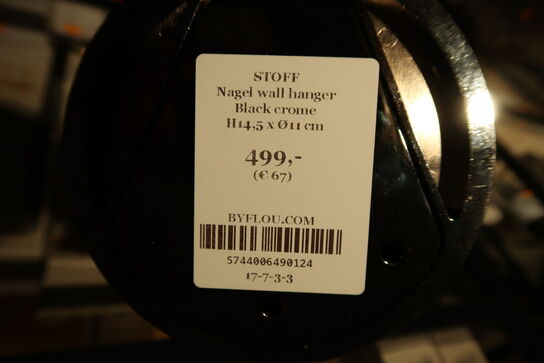 STOFF
Nagel wall hanger
Black crome
H14,5 x Ø11 cm
499,-
(€ 67)
BYFLOU.COM
5744006490124
17-7-3-3